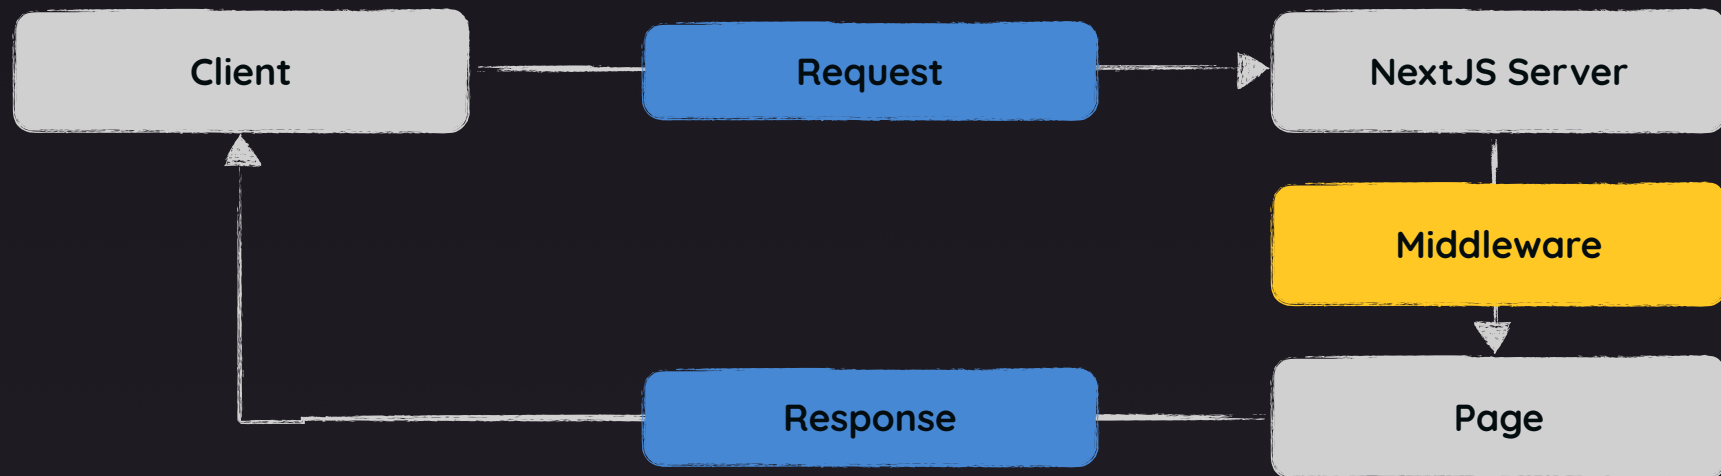 Client
Request
NextJS Server
Middleware
Response
Page